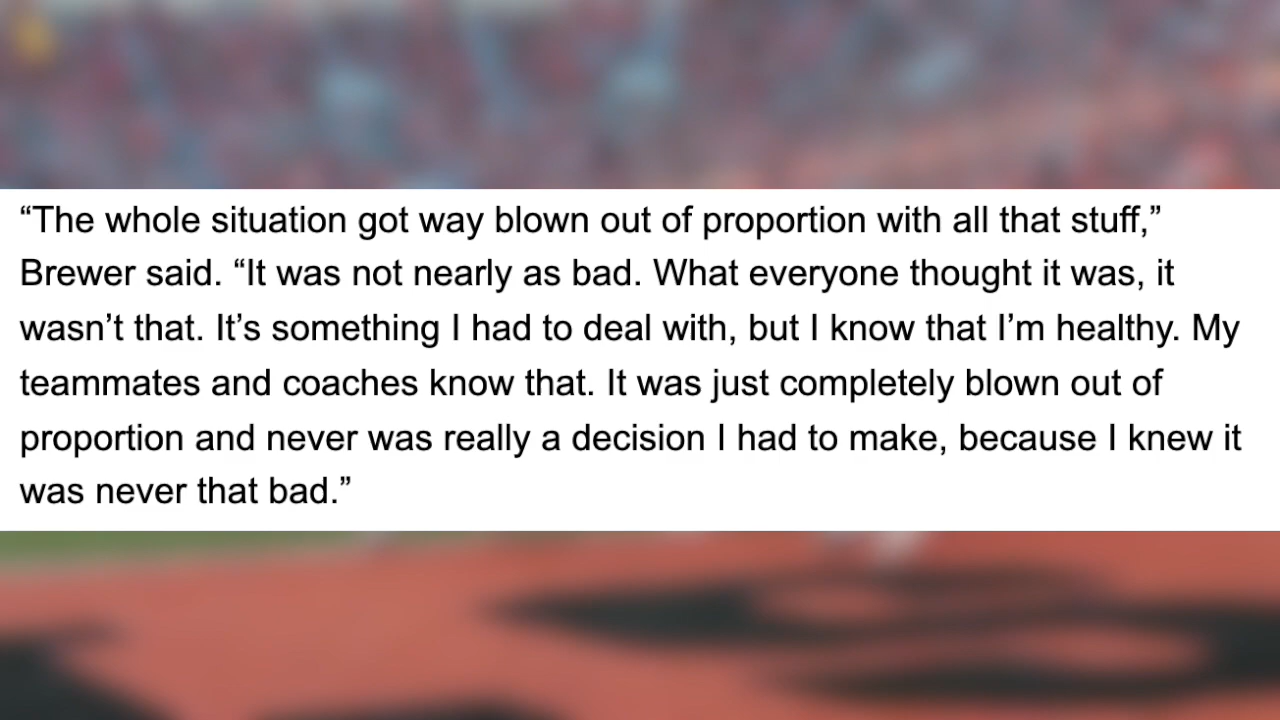 “The whole situation got way blown out of proportion with all that stuff,”
Brewer said. “It was not nearly as bad. What everyone thought it was, it
wasn’t that. It’s something I had to deal with, but I know that I’m healthy. My
teammates and coaches know that. It was just completely blown out of
proportion and never was really a decision I had to make, because I knew it
was never that bad.”